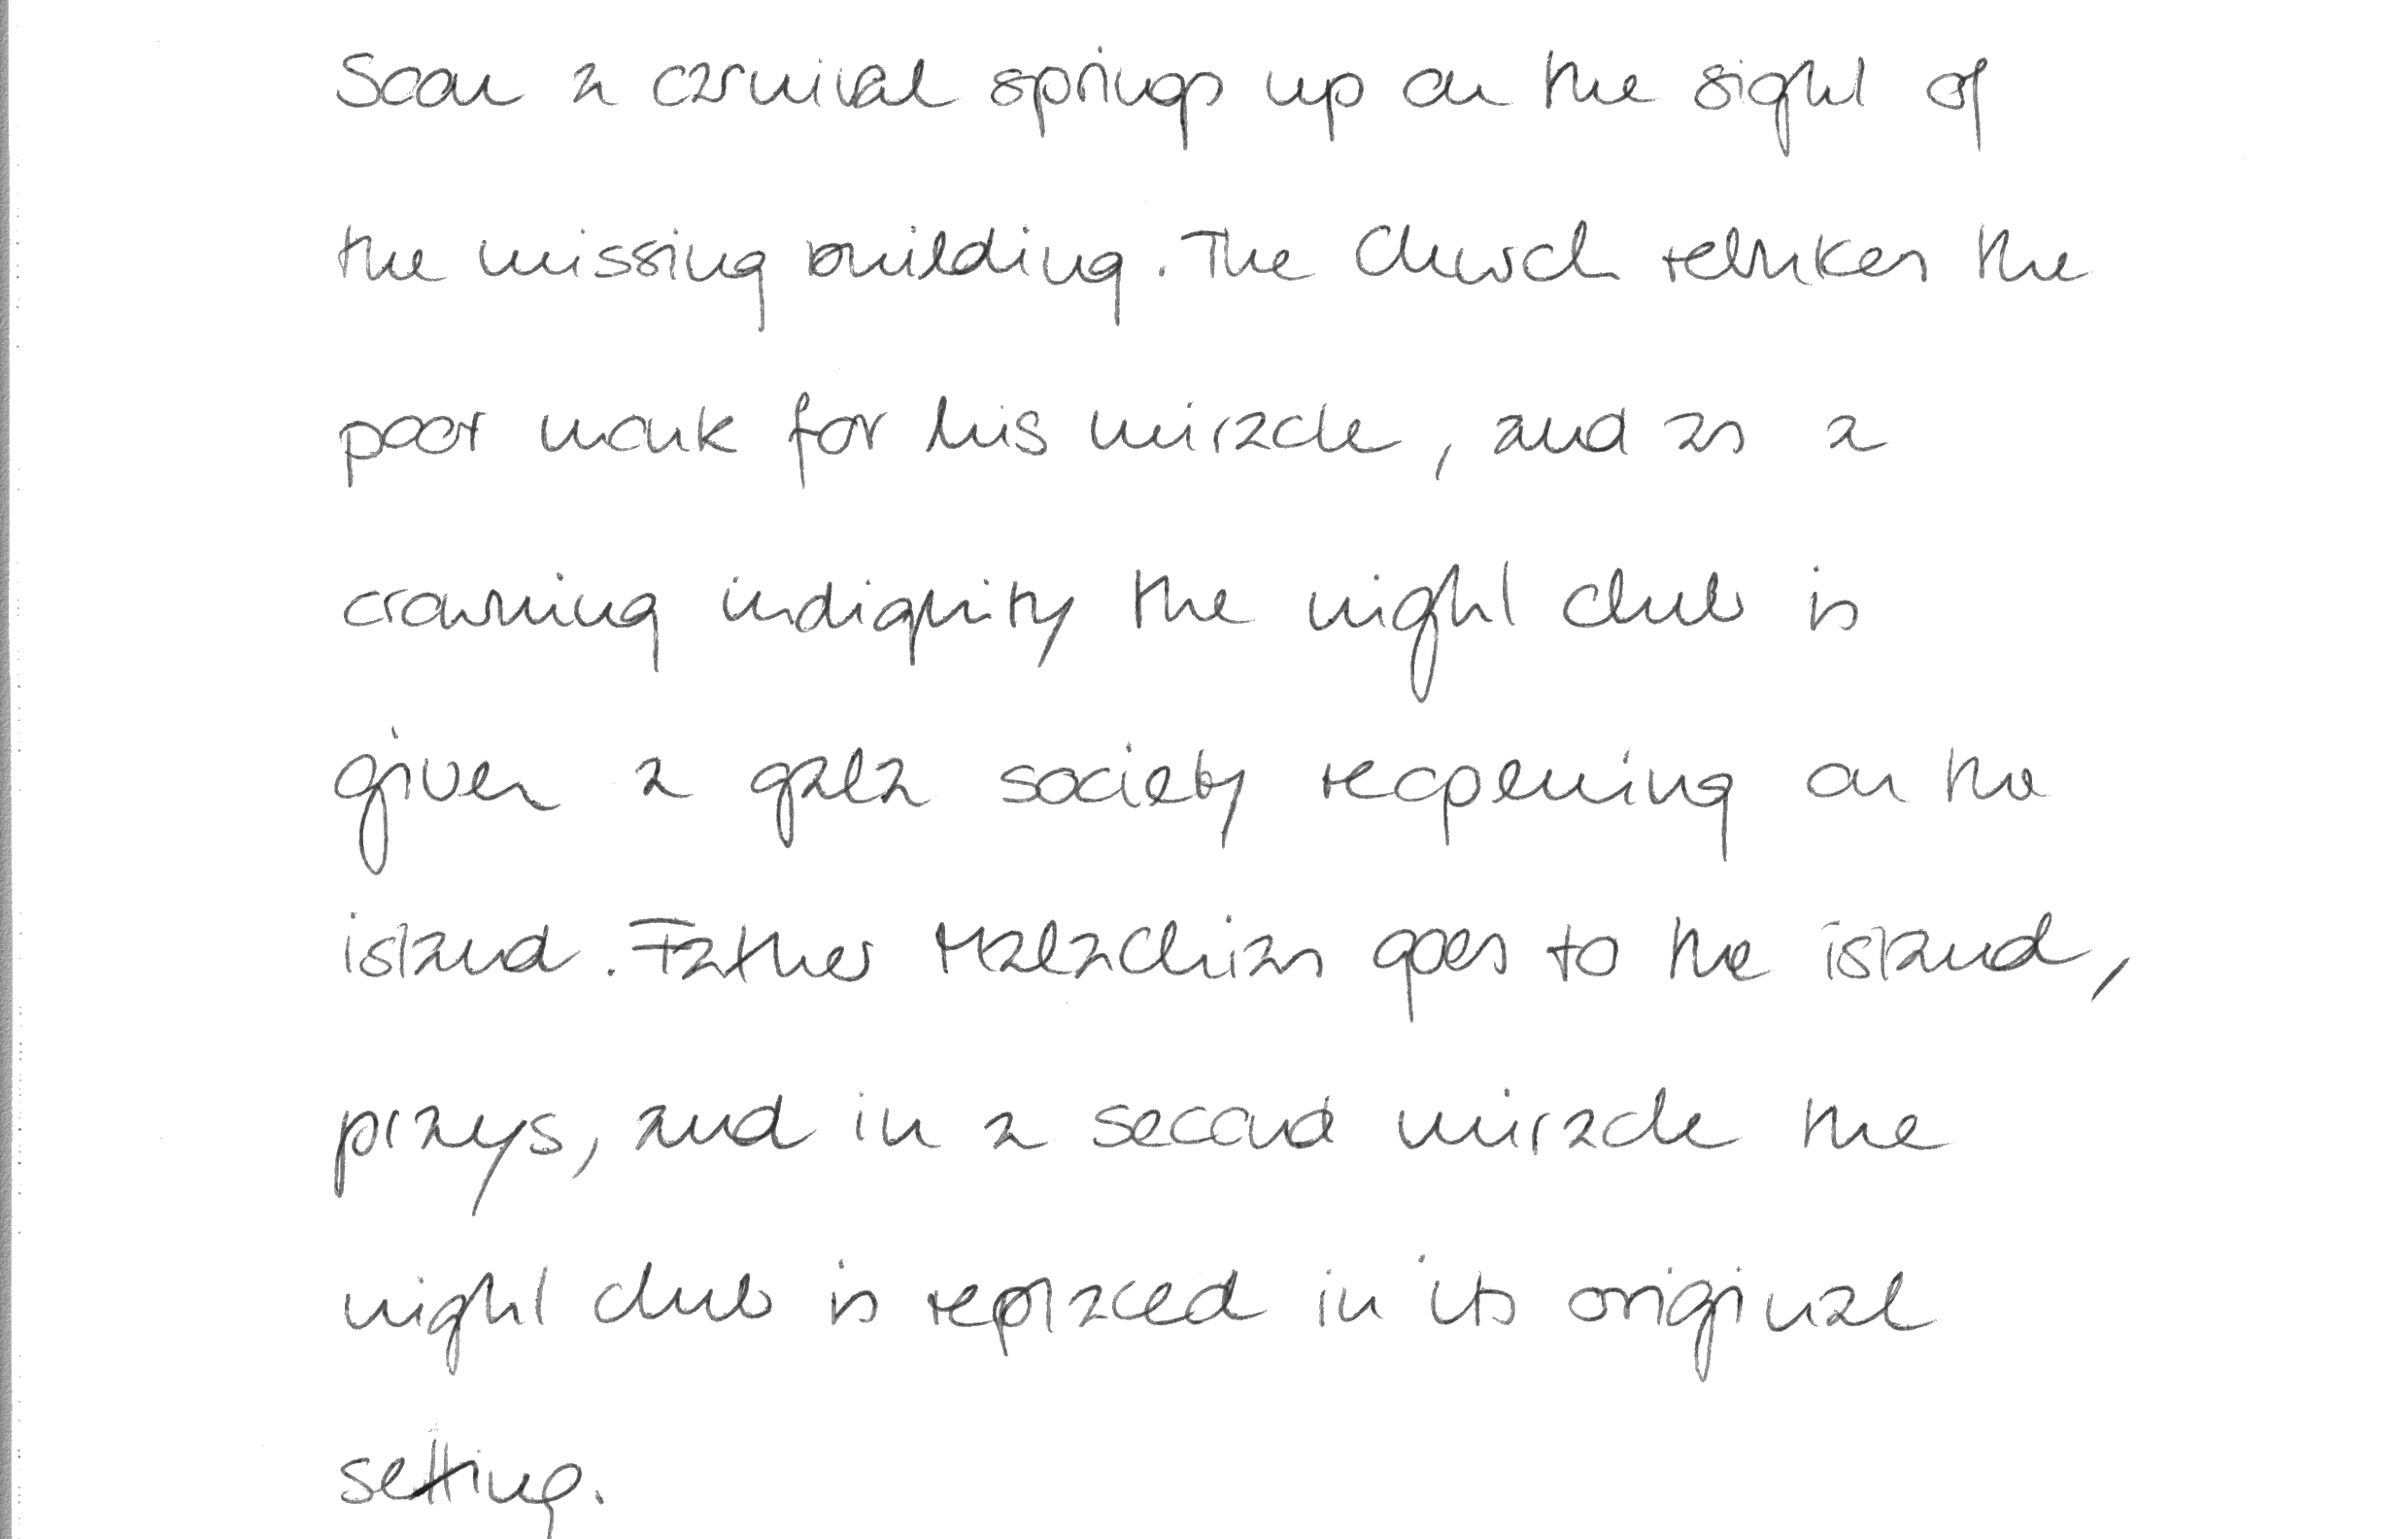 Soon a carnival springs up on the sight of
the missing building. The Church rebukes the
poor monk for his miracle, and as a
crowning indignity the night club is
given a gala society reopening on the
island. Father Malachias goes to the island,
prays, and in a second miracle the
night club is replaced in its original
setting.